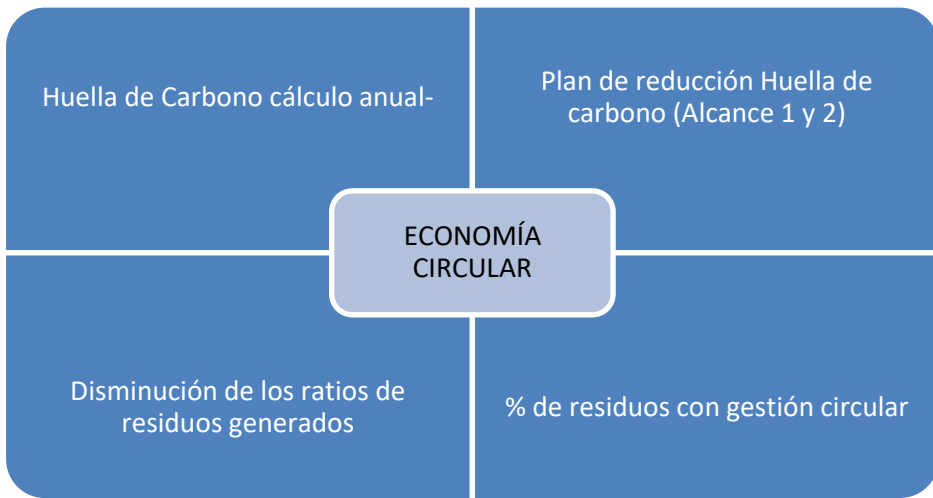 Huella de Carbono cálculo anual-
Plan de reducción Huella de
carbono (Alcance 1 y 2)
ECONOMÍA
CIRCULAR
Disminución de los ratios de
residuos generados
% de residuos con gestión circular